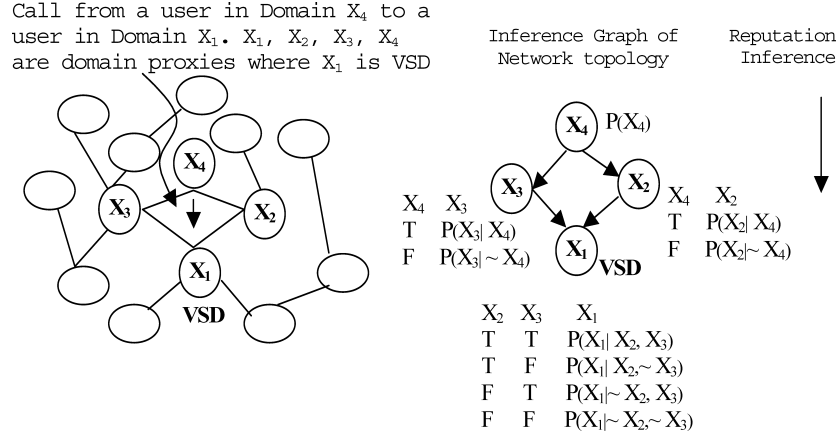 Call from a user in Domain X4 to a
user in Domain X1. X1, X2, X3, X4
are domain proxies where X1 is VSD
X4
X3
X2
X1
VSD
Inference Graph of
Network topology
Reputation
Inference
X4 P(X4)
X3
X2
X1
VSD
X4 X3
T P(X3| X4)
F P(X3| ~ X4)
X4 X2
T P(X2| X4)
F P(X2|~ X4)
X2 X3 X1
T T P(X1| X2, X3)
T F P(X1| X2,~ X3)
F T P(X1|~ X2, X3)
F F P(X1|~ X2,~ X3)